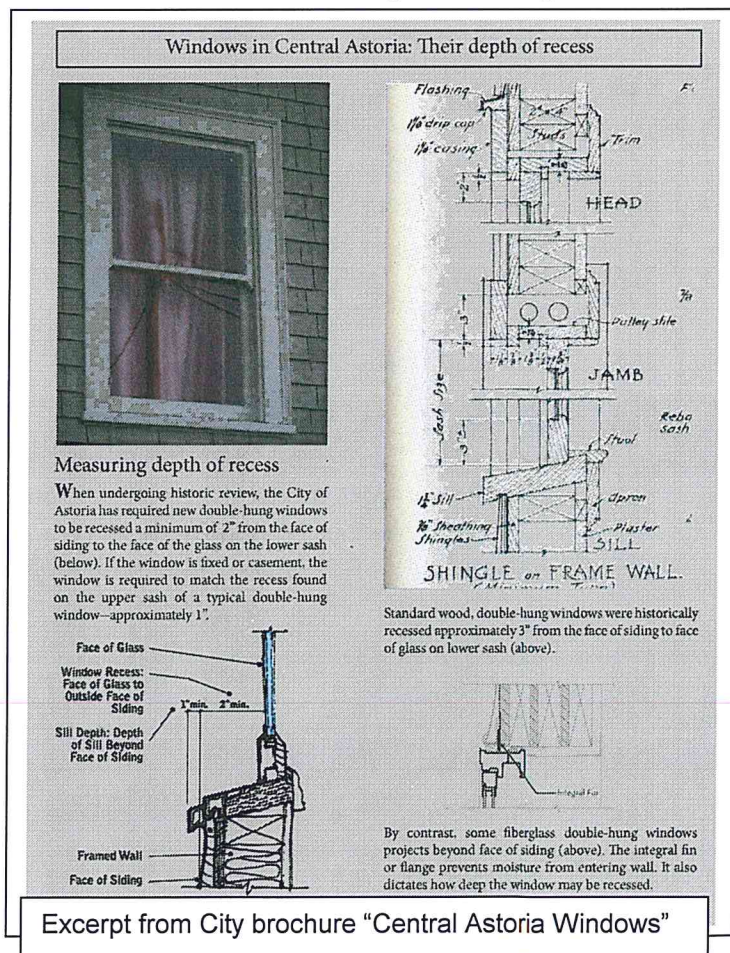 Windows in Central Astoria: Their depth of recess
Measuring depth of recess
When undergoing historic review, the City of
Astoria has required new double-hung windows
to be recessed a minimum of 2" from the face of
siding to the face of the glass on the lower sash
(below). If the window is fixed or casement, the
window is required to match the recess found
on the upper sash of a typical double-hung
window—approximately 1".
Face of Glass
Window Recess:
Face of Glass to
Outside Face of
Siding
1" min. 2" min.
Sill Depth: Depth
of Sill Beyond
Face of Siding
Framed Wall
Face of Siding
Flashing
1⅛" drip cap
Studs
1⅛" casing
Trim
HEAD
Pulley stile
JAMB
Sash Size
Stool
sash
Sill
apron
Sheathing
Plaster
Shingles
SILL
SHINGLE on FRAME WALL.
Standard wood, double-hung windows were historically
recessed approximately 3" from the face of siding to face
of glass on lower sash (above).
Integral Fin
By contrast, some fiberglass double-hung windows
projects beyond face of siding (above). The integral fin
or flange prevents moisture from entering wall. It also
dictates how deep the window may be recessed.
Excerpt from City brochure “Central Astoria Windows”